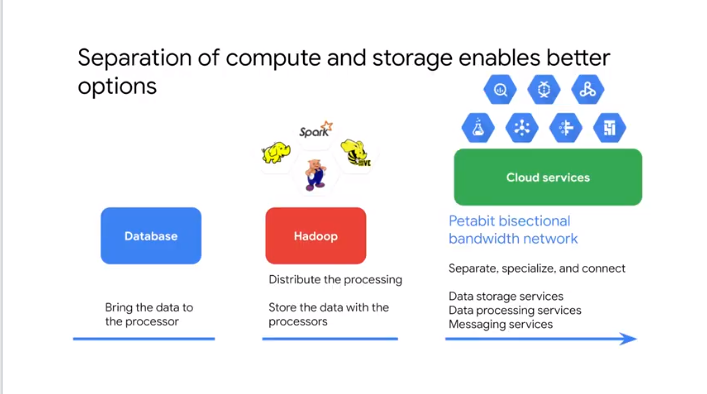 Separation of compute and storage enables better
options
Spark
HIVE
Cloud services
Database
Hadoop
Petabit bisectional
bandwidth network
Distribute the processing
Separate, specialize, and connect
Bring the data to
the processor
Store the data with the
processors
Data storage services
Data processing services
Messaging services